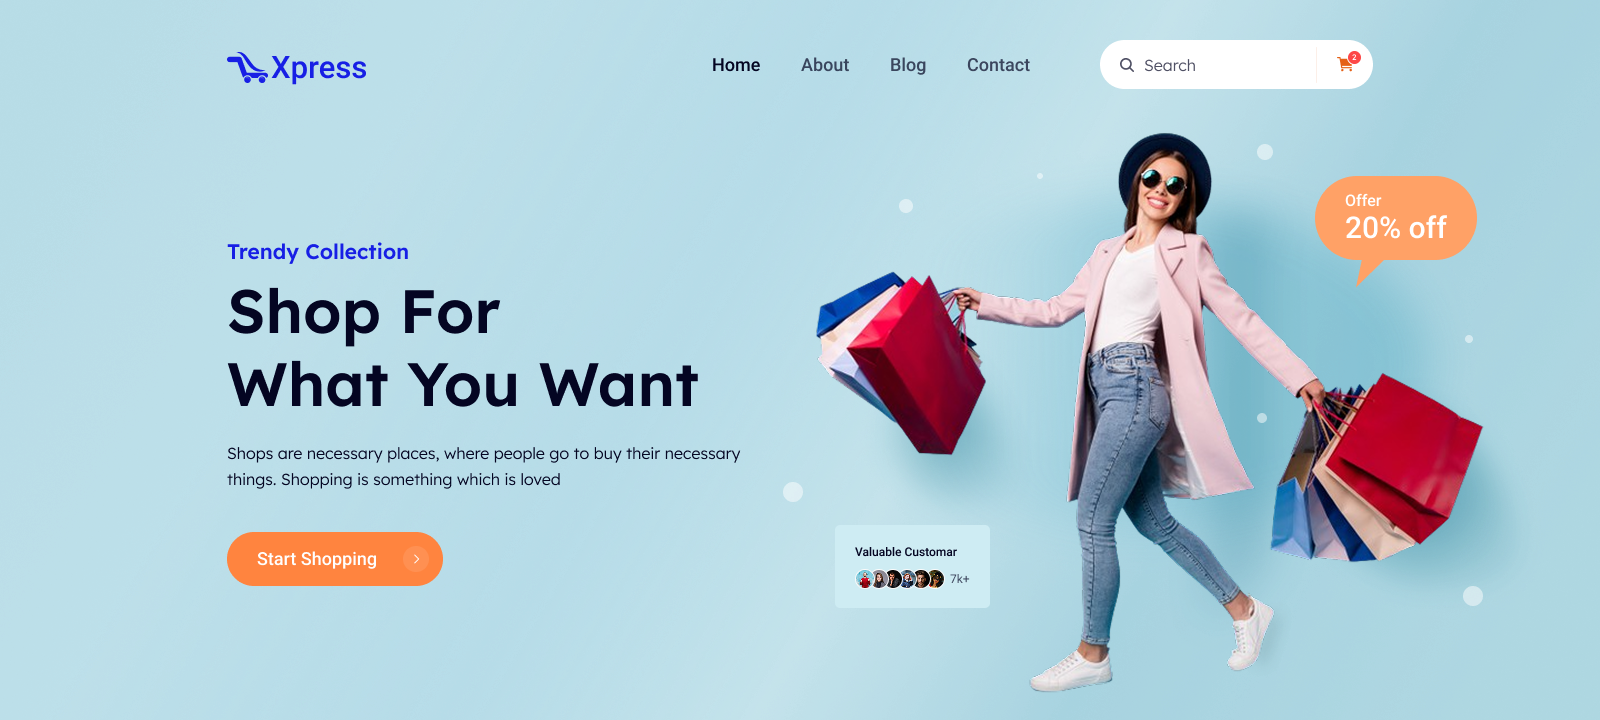 Xpress
Home About Blog Contact
Search
2
Offer
20% off
Trendy Collection
Shop For
What You Want
Shops are necessary places, where people go to buy their necessary
things. Shopping is something which is loved
Start Shopping
Valuable Customar
7k+